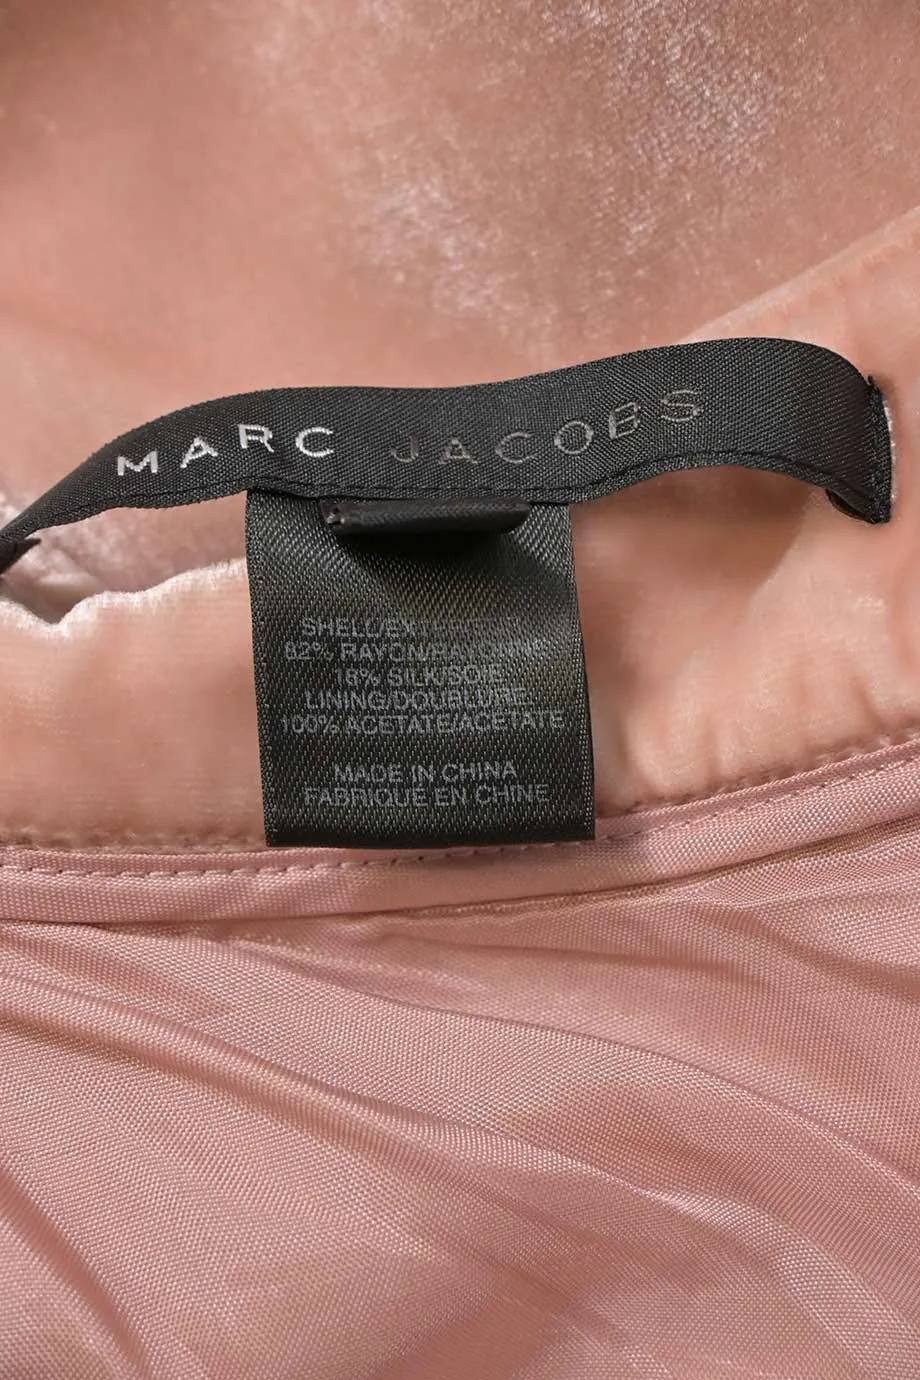 MARC JACOBS
SHELL/EXTERIEUR
82% RAYON/RAYONNE
18% SILK/SOIE
LINING/DOUBLURE
100% ACETATE/ACETATE
MADE IN CHINA
FABRIQUE EN CHINE